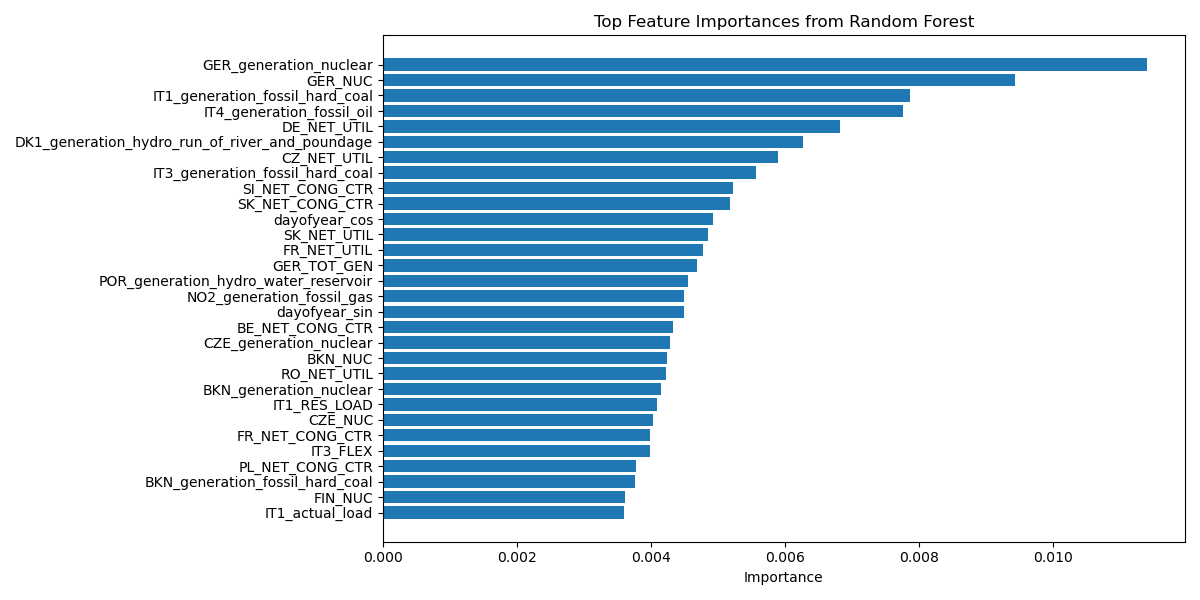 Top Feature Importances from Random Forest
GER_generation_nuclear
GER_NUC
IT1_generation_fossil_hard_coal
IT4_generation_fossil_oil
DE_NET_UTIL
DK1_generation_hydro_run_of_river_and_poundage
CZ_NET_UTIL
IT3_generation_fossil_hard_coal
SI_NET_CONG_CTR
SK_NET_CONG_CTR
dayofyear_cos
SK_NET_UTIL
FR_NET_UTIL
GER_TOT_GEN
POR_generation_hydro_water_reservoir
NO2_generation_fossil_gas
dayofyear_sin
BE_NET_CONG_CTR
CZE_generation_nuclear
BKN_NUC
RO_NET_UTIL
BKN_generation_nuclear
IT1_RES_LOAD
CZE_NUC
FR_NET_CONG_CTR
IT3_FLEX
PL_NET_CONG_CTR
BKN_generation_fossil_hard_coal
FIN_NUC
IT1_actual_load
0.000 0.002 0.004 0.006 0.008 0.010
Importance